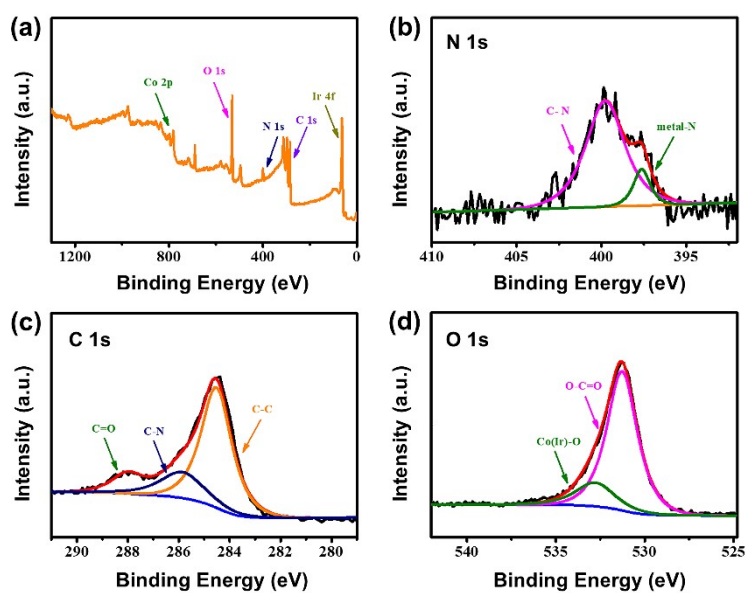 (a)
Intensity (a.u.)
Co 2p
O 1s
N 1s
C 1s
Ir 4f
1200 800 400 0
Binding Energy (eV)
(b)
N 1s
Intensity (a.u.)
C- N
metal-N
410 405 400 395
Binding Energy (eV)
(c)
C 1s
Intensity (a.u.)
C=O
C-N
C-C
290 288 286 284 282 280
Binding Energy (eV)
(d)
O 1s
Intensity (a.u.)
O-C=O
Co(Ir)-O
540 535 530 525
Binding Energy (eV)